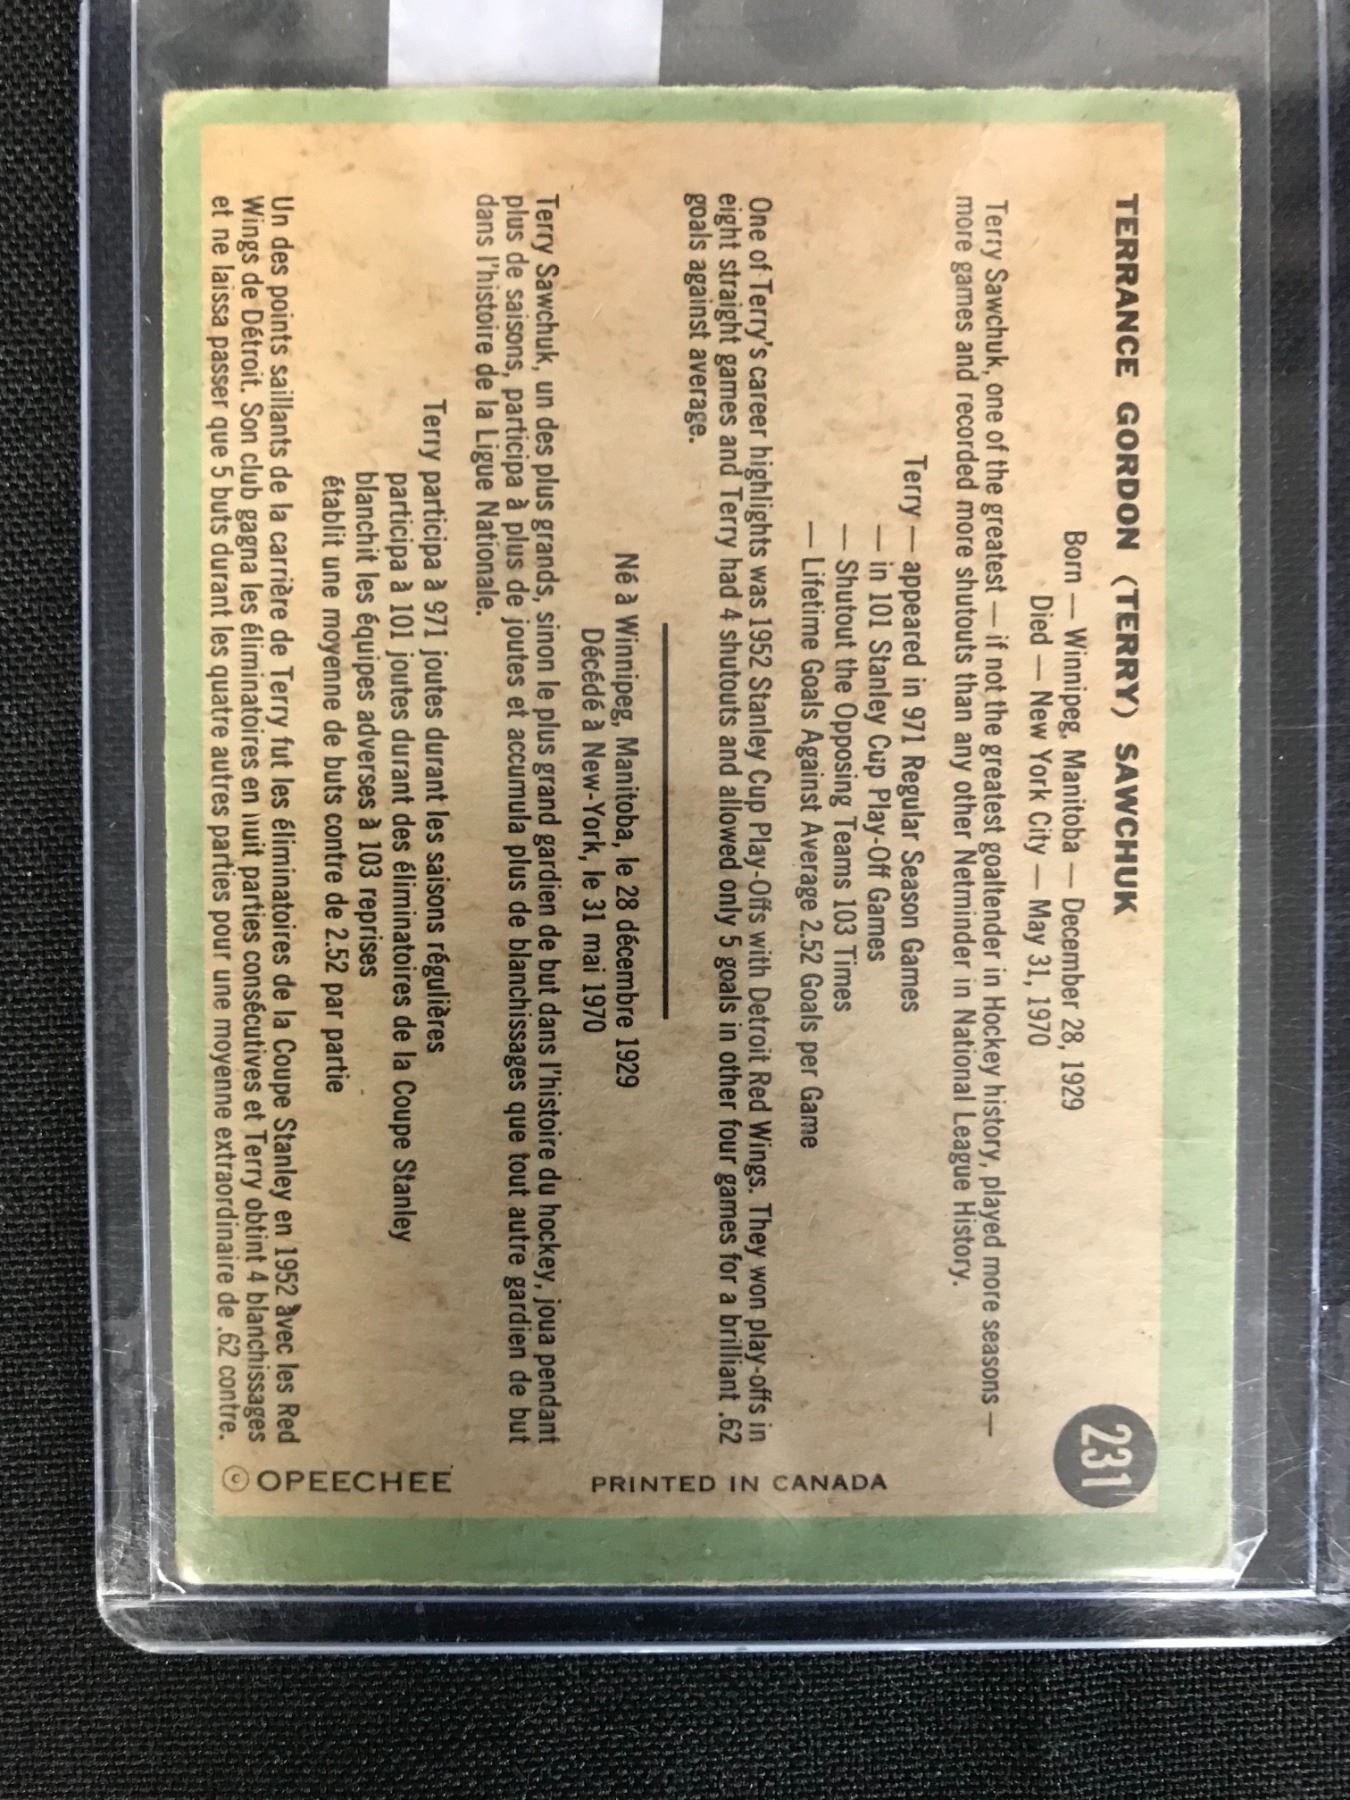 TERRANCE GORDON (TERRY) SAWCHUK
231
Born — Winnipeg, Manitoba — December 28, 1929
Died — New York City — May 31, 1970
Terry Sawchuk, one of the greatest — if not the greatest goaltender in Hockey history, played more seasons —
more games and recorded more shutouts than any other Netminder in National League History.
Terry — appeared in 971 Regular Season Games
— in 101 Stanley Cup Play-Off Games
— Shutout the Opposing Teams 103 Times
— Lifetime Goals Against Average 2.52 Goals per Game
One of Terry's career highlights was 1952 Stanley Cup Play-Offs with Detroit Red Wings. They won play-offs in
eight straight games and Terry had 4 shutouts and allowed only 5 goals in other four games for a brilliant .62
goals against average.
Né à Winnipeg, Manitoba, le 28 décembre 1929
Décédé à New-York, le 31 mai 1970
Terry Sawchuk, un des plus grands, sinon le plus grand gardien de but dans l'histoire du hockey, joua pendant
plus de saisons, participa à plus de joutes et accumula plus de blanchissages que tout autre gardien de but
dans l'histoire de la Ligue Nationale.
Terry participa à 971 joutes durant les saisons régulières
participa à 101 joutes durant des éliminatoires de la Coupe Stanley
blanchit les équipes adverses à 103 reprises
établit une moyenne de buts contre de 2.52 par partie
Un des points saillants de la carrière de Terry fut les éliminatoires de la Coupe Stanley en 1952 avec les Red
Wings de Détroit. Son club gagna les éliminatoires en huit parties consécutives et Terry obtint 4 blanchissages
et ne laissa passer que 5 buts durant les quatre autres parties pour une moyenne extraordinaire de .62 contre.
PRINTED IN CANADA
© OPEECHEE